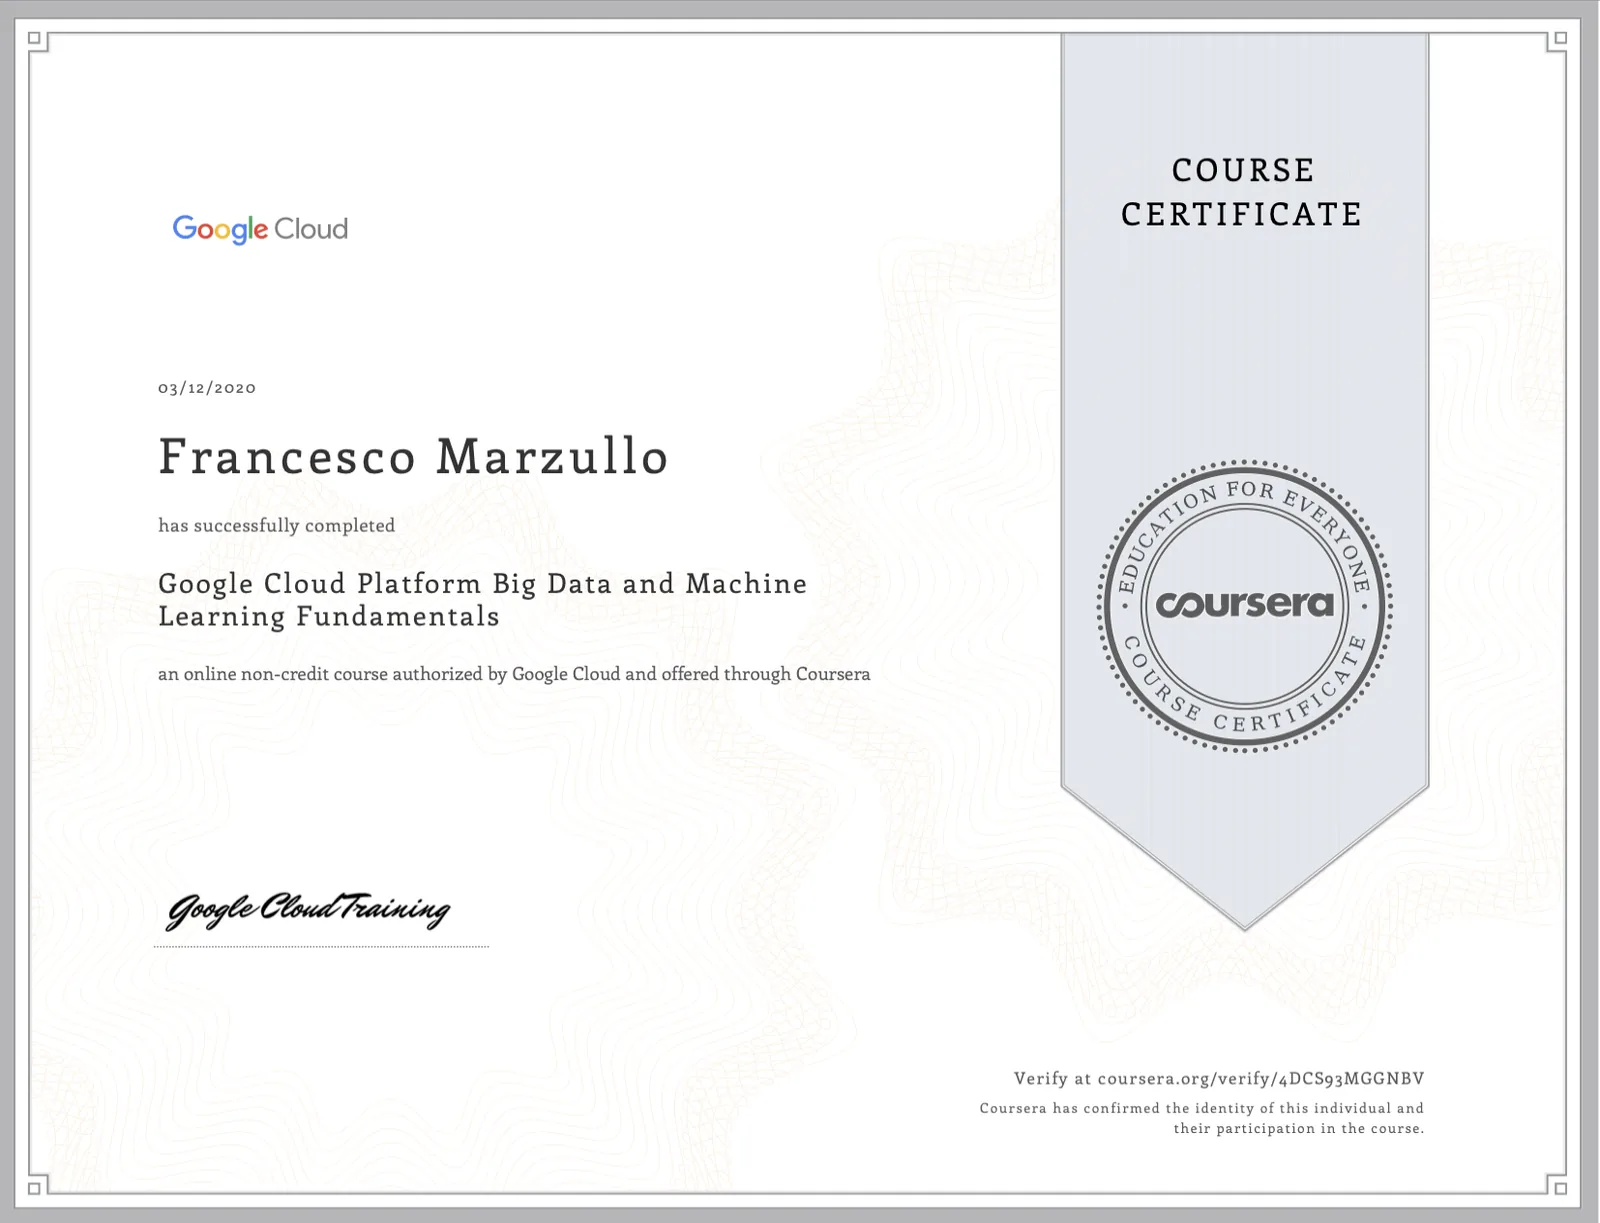 Google Cloud
03/12/2020
Francesco Marzullo
has successfully completed
Google Cloud Platform Big Data and Machine
Learning Fundamentals
an online non-credit course authorized by Google Cloud and offered through Coursera
Google Cloud Training
COURSE
CERTIFICATE
EDUCATION FOR EVERYONE
coursera
COURSE CERTIFICATE
Verify at coursera.org/verify/4DCS93MGGNBV
Coursera has confirmed the identity of this individual and
their participation in the course.